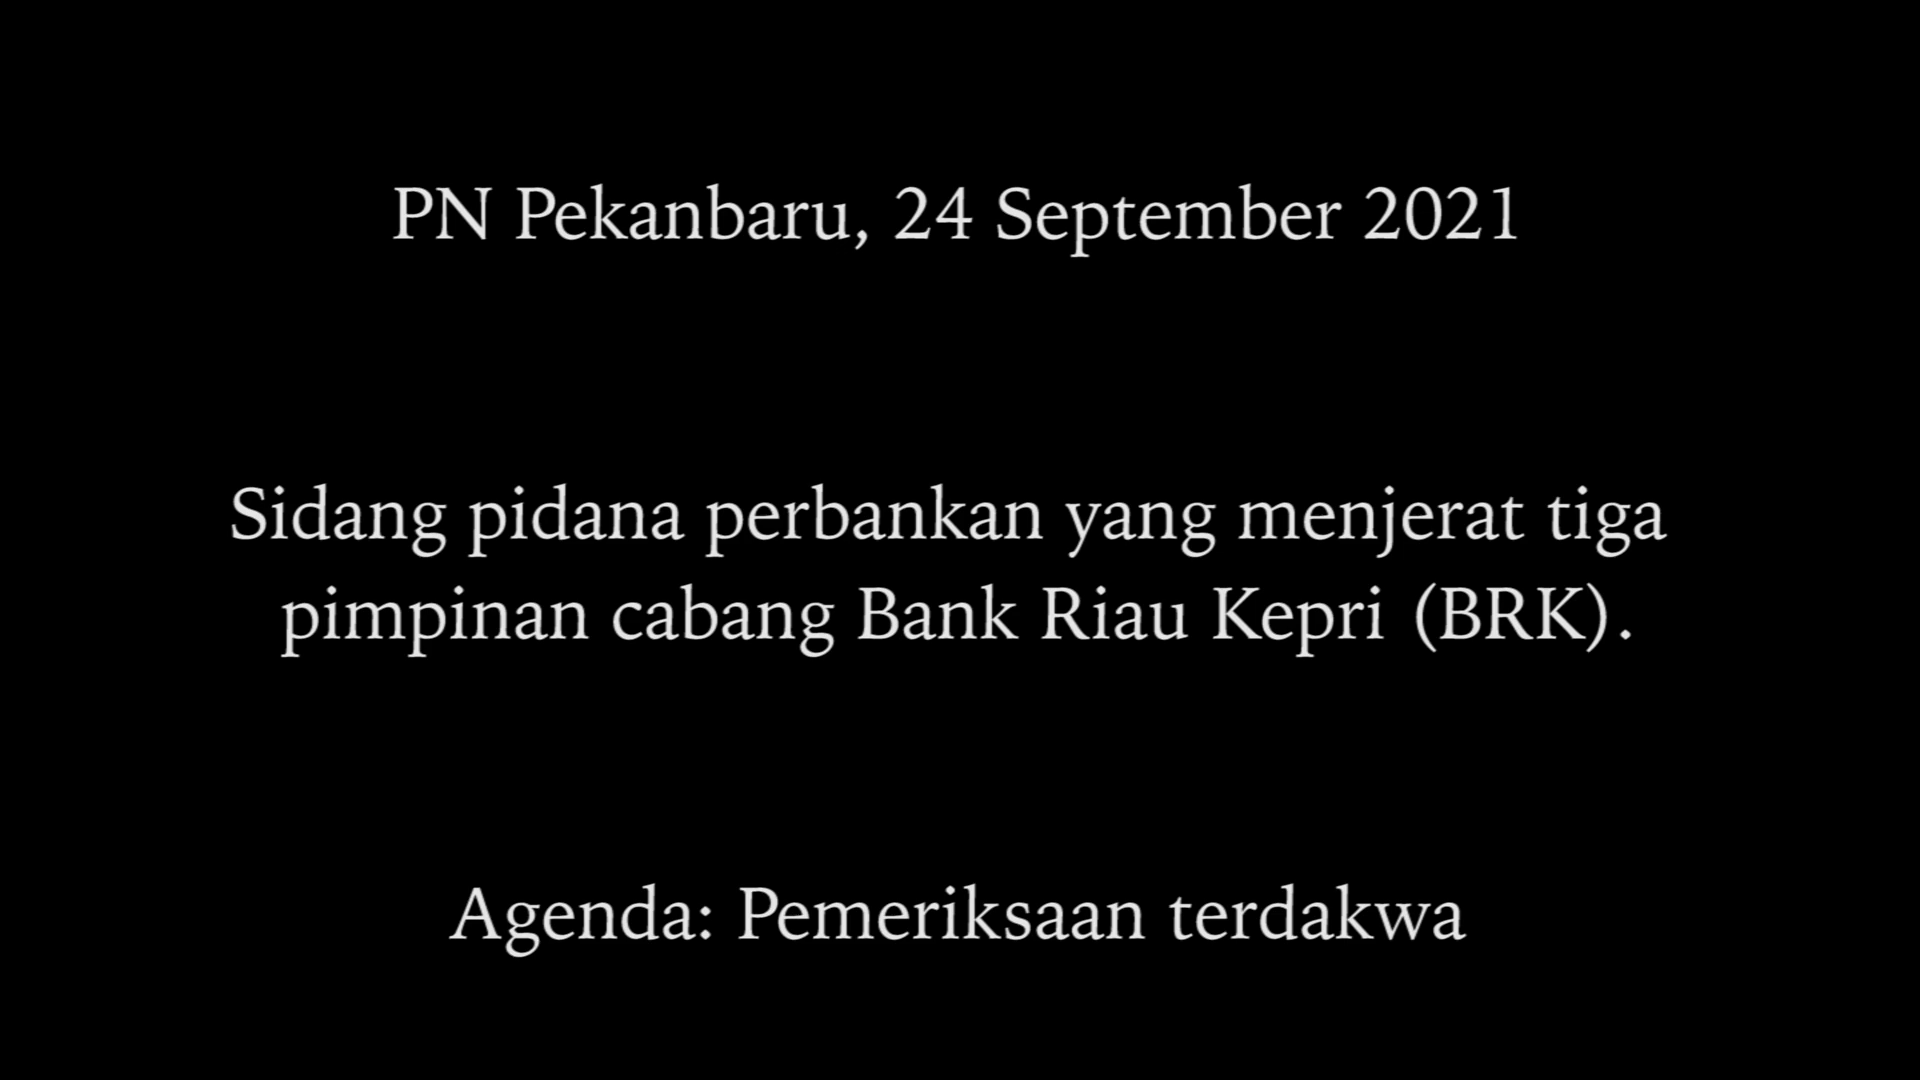 PN Pekanbaru, 24 September 2021
Sidang pidana perbankan yang menjerat tiga
pimpinan cabang Bank Riau Kepri (BRK).
Agenda: Pemeriksaan terdakwa